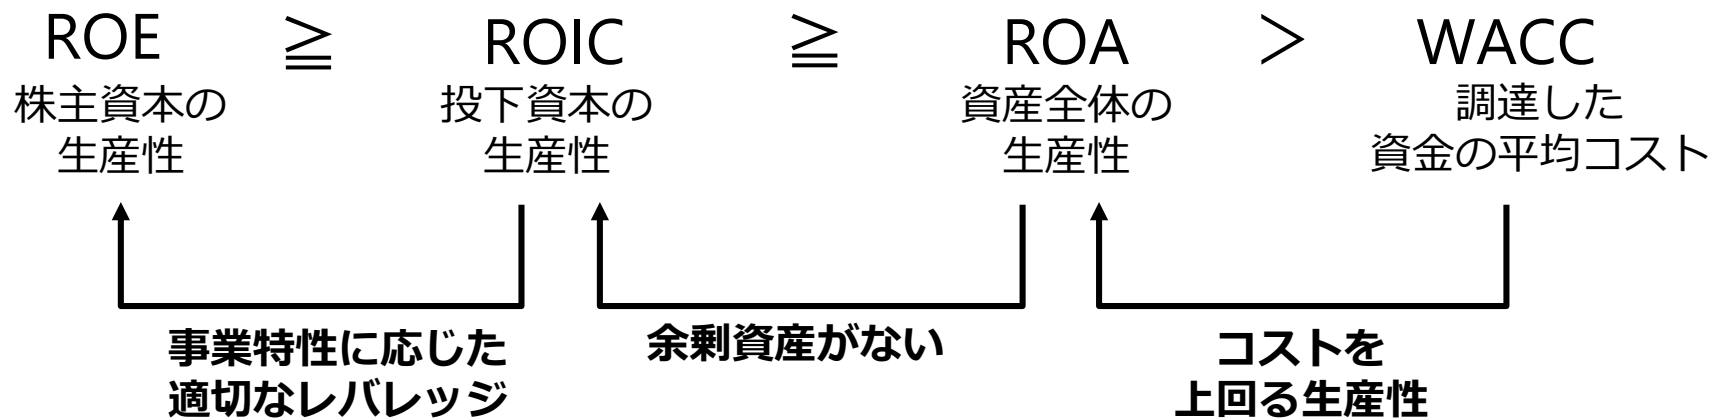 ROE ≧ ROIC ≧ ROA > WACC
株主資本の 投下資本の 資産全体の 調達した
生産性 生産性 生産性 資金の平均コスト
事業特性に応じた 余剰資産がない コストを
適切なレバレッジ 上回る生産性